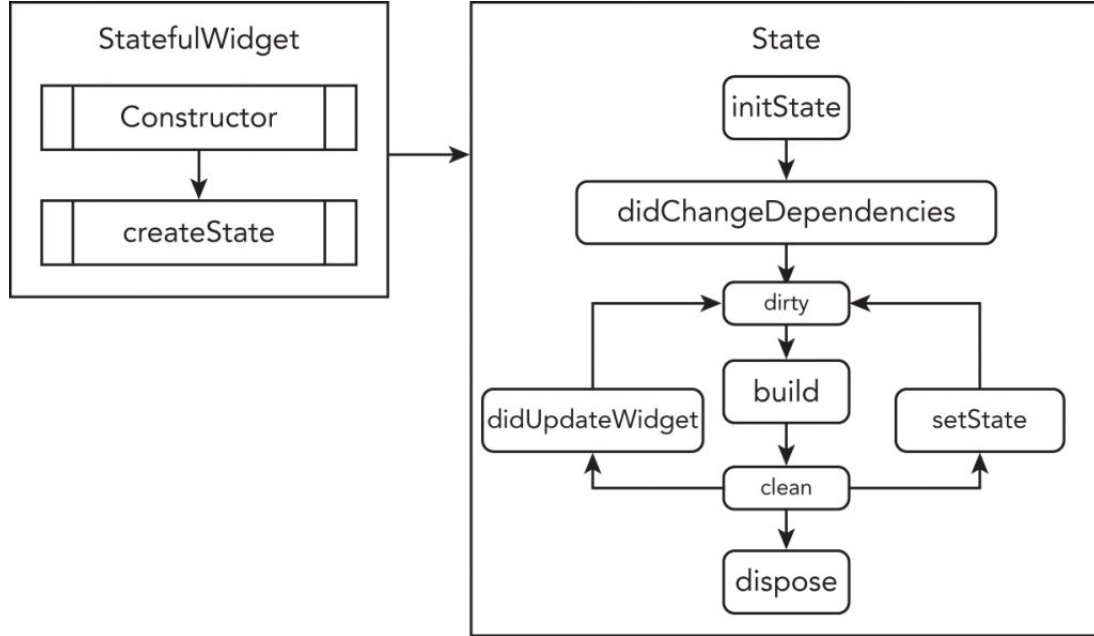 StatefulWidget
Constructor
createState
State
initState
didChangeDependencies
dirty
build
didUpdateWidget
setState
clean
dispose